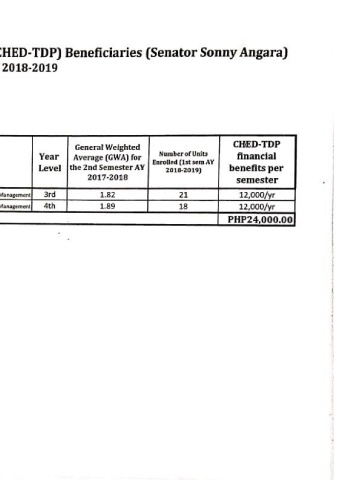 CHED-TDP) Beneficiaries (Senator Sonny Angara)
2018-2019
Year Level
General Weighted Average (GWA) for the 2nd Semester AY 2017-2018
Number of Units Enrolled (1st sem AY 2018-2019)
CHED-TDP financial benefits per semester
Management 3rd 1.82 21 12,000/yr
Management 4th 1.89 18 12,000/yr
PHP24,000.00